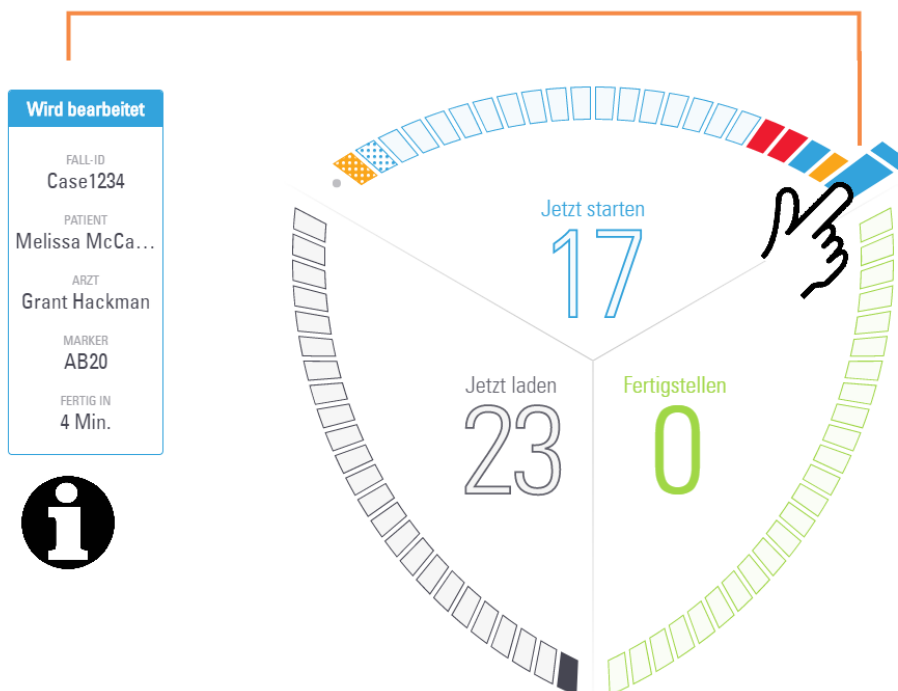 Wird bearbeitet
FALL-ID
Case1234
PATIENT
Melissa McCa...
ARZT
Grant Hackman
MARKER
AB20
FERTIG IN
4 Min.
Jetzt starten
17
Jetzt laden
23
Fertigstellen
0